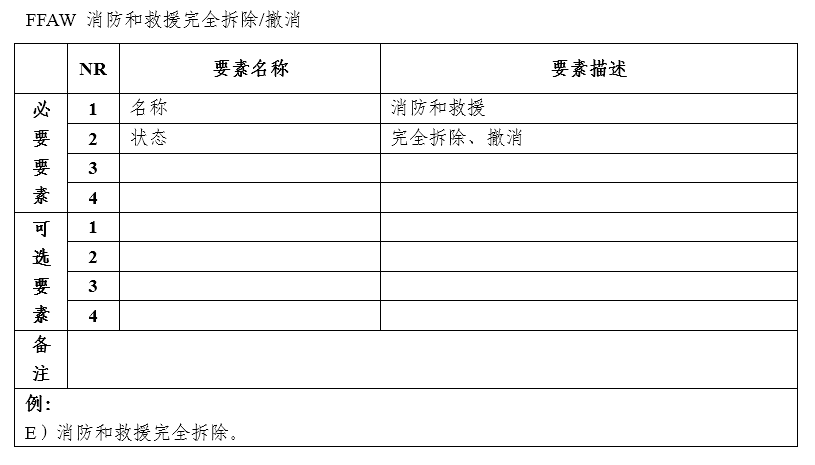 FFAW 消防和救援完全拆除/撤消
NR 要素名称 要素描述
必要要素
1 名称 消防和救援
2 状态 完全拆除、撤消
3
4
可选要素
1
2
3
4
备注
例：
E）消防和救援完全拆除。